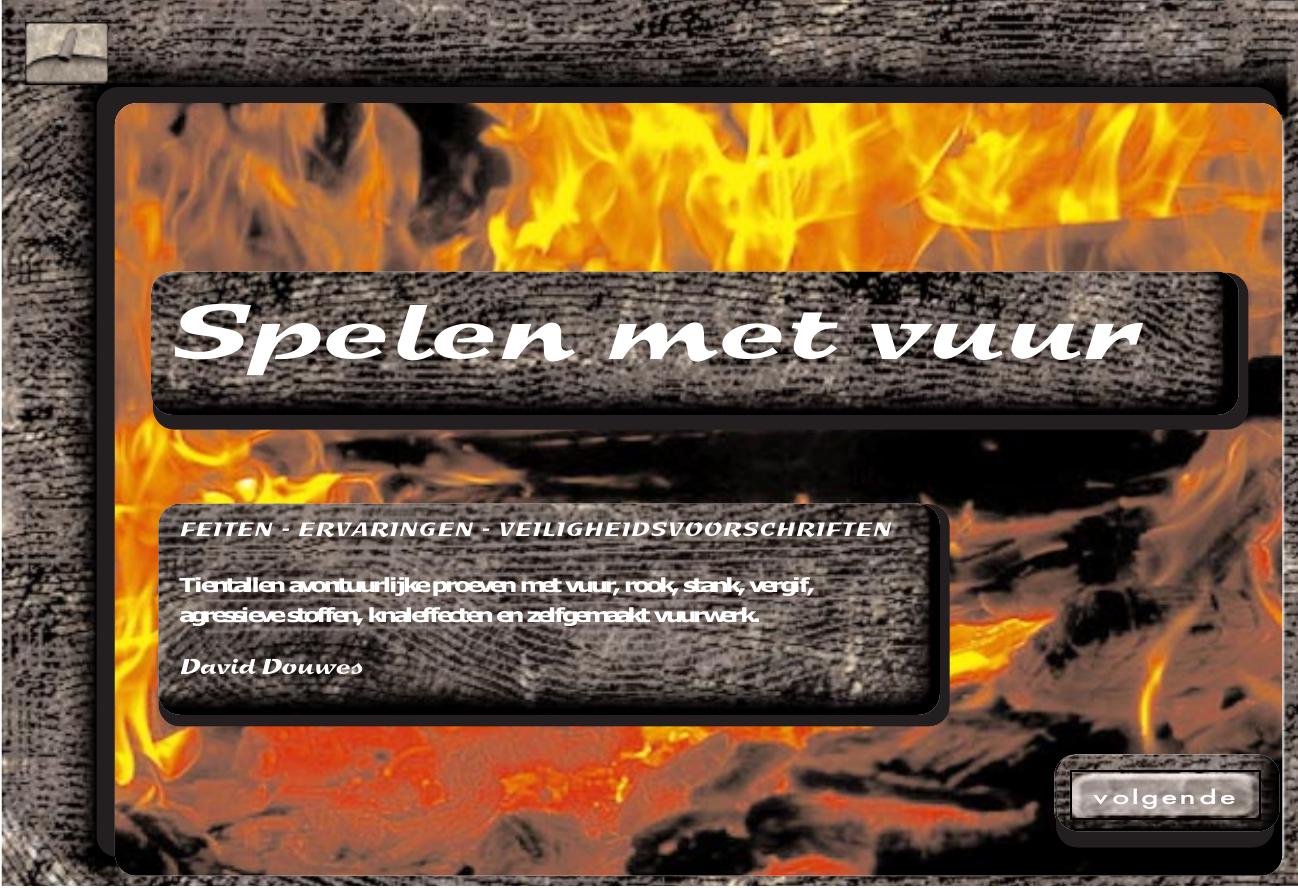 Spelen met vuur
FEITEN - ERVARINGEN - VEILIGHEIDSVOORSCHRIFTEN
Tientallen avontuurlijke proeven met vuur, rook, stank, vergif,
agressieve stoffen, knaleffecten en zelfgemaakt vuurwerk.
David Douwes
volgende